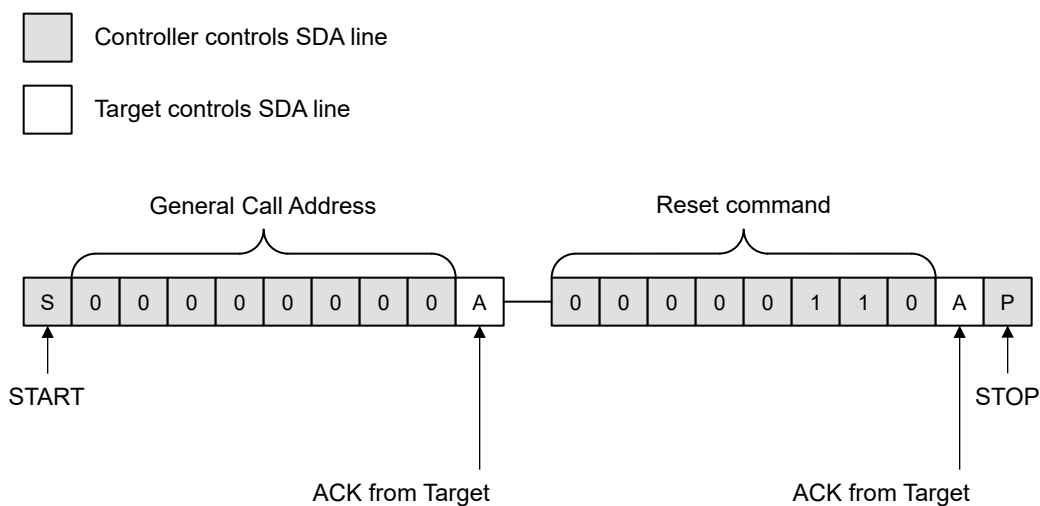 Controller controls SDA line
Target controls SDA line
General Call Address
Reset command
S 0 0 0 0 0 0 0 0 A 0 0 0 0 0 1 1 0 A P
START
STOP
ACK from Target
ACK from Target